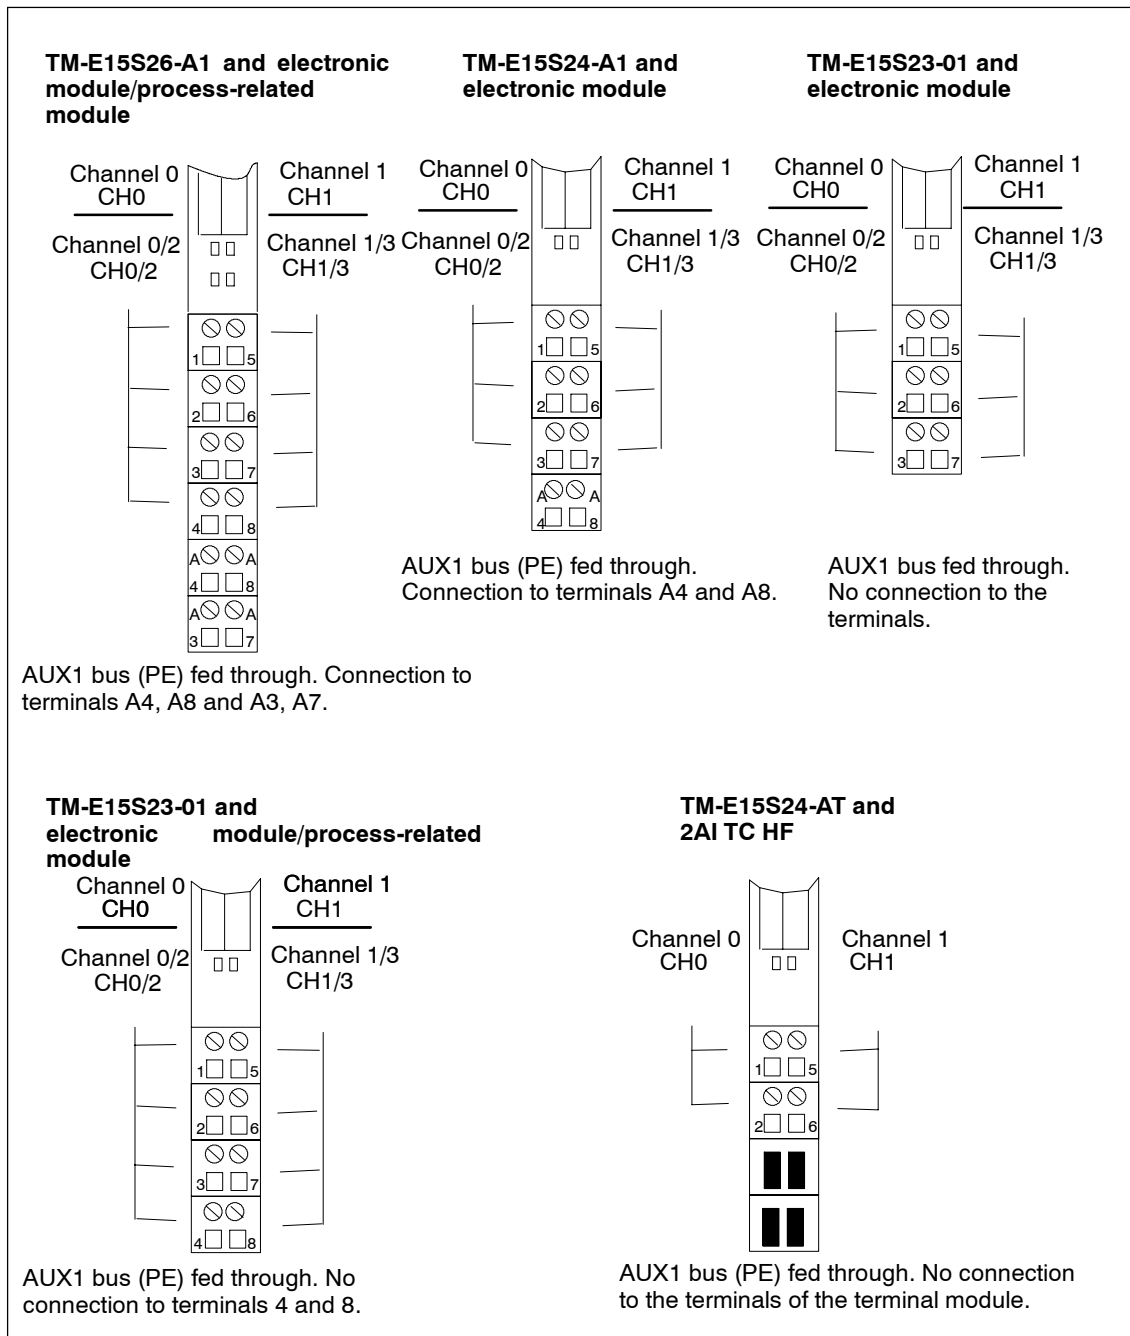 TM-E15S26-A1 and electronic
module/process-related
module
Channel 0
CH0
Channel 1
CH1
Channel 0/2
CH0/2
Channel 1/3
CH1/3
1 5
2 6
3 7
4 8
A A
4 8
A A
3 7
AUX1 bus (PE) fed through. Connection to
terminals A4, A8 and A3, A7.
TM-E15S24-A1 and
electronic module
Channel 0
CH0
Channel 1
CH1
Channel 0/2
CH0/2
Channel 1/3
CH1/3
1 5
2 6
3 7
A A
4 8
AUX1 bus (PE) fed through.
Connection to terminals A4 and A8.
TM-E15S23-01 and
electronic module
Channel 0
CH0
Channel 1
CH1
Channel 0/2
CH0/2
Channel 1/3
CH1/3
1 5
2 6
3 7
AUX1 bus fed through.
No connection to the
terminals.
TM-E15S23-01 and
electronic module/process-related
module
Channel 0
CH0
Channel 1
CH1
Channel 0/2
CH0/2
Channel 1/3
CH1/3
1 5
2 6
3 7
4 8
AUX1 bus (PE) fed through. No
connection to terminals 4 and 8.
TM-E15S24-AT and
2AI TC HF
Channel 0
CH0
Channel 1
CH1
1 5
2 6
AUX1 bus (PE) fed through. No connection
to the terminals of the terminal module.